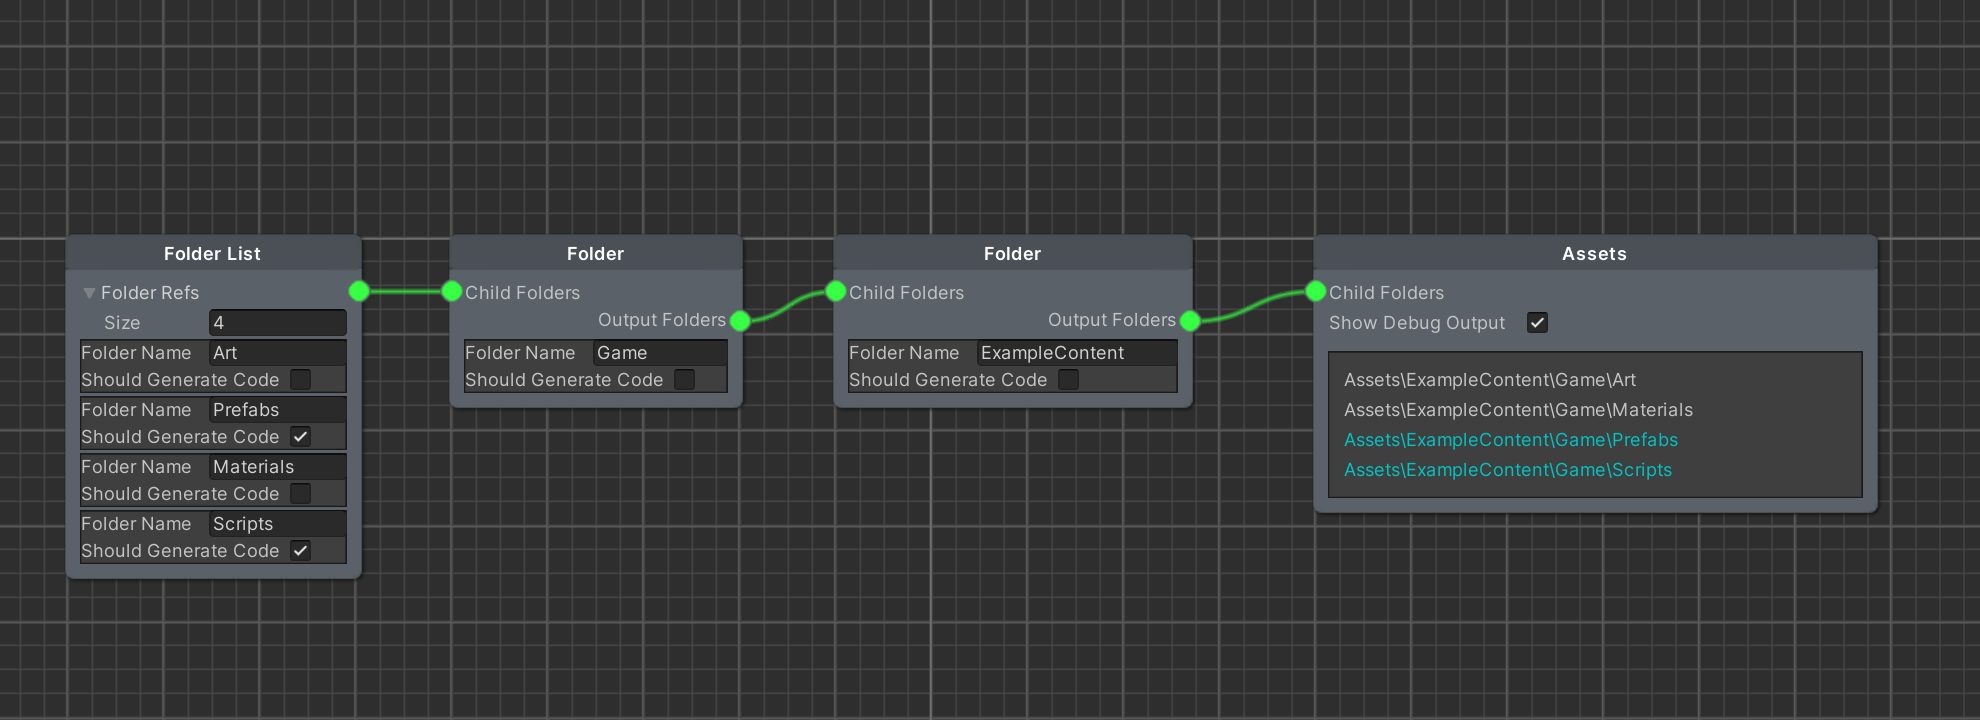 Folder List
Folder Refs
Size 4
Folder Name Art
Should Generate Code
Folder Name Prefabs
Should Generate Code
Folder Name Materials
Should Generate Code
Folder Name Scripts
Should Generate Code
Folder
Child Folders
Output Folders
Folder Name Game
Should Generate Code
Folder
Child Folders
Output Folders
Folder Name ExampleContent
Should Generate Code
Assets
Child Folders
Show Debug Output
Assets\ExampleContent\Game\Art
Assets\ExampleContent\Game\Materials
Assets\ExampleContent\Game\Prefabs
Assets\ExampleContent\Game\Scripts